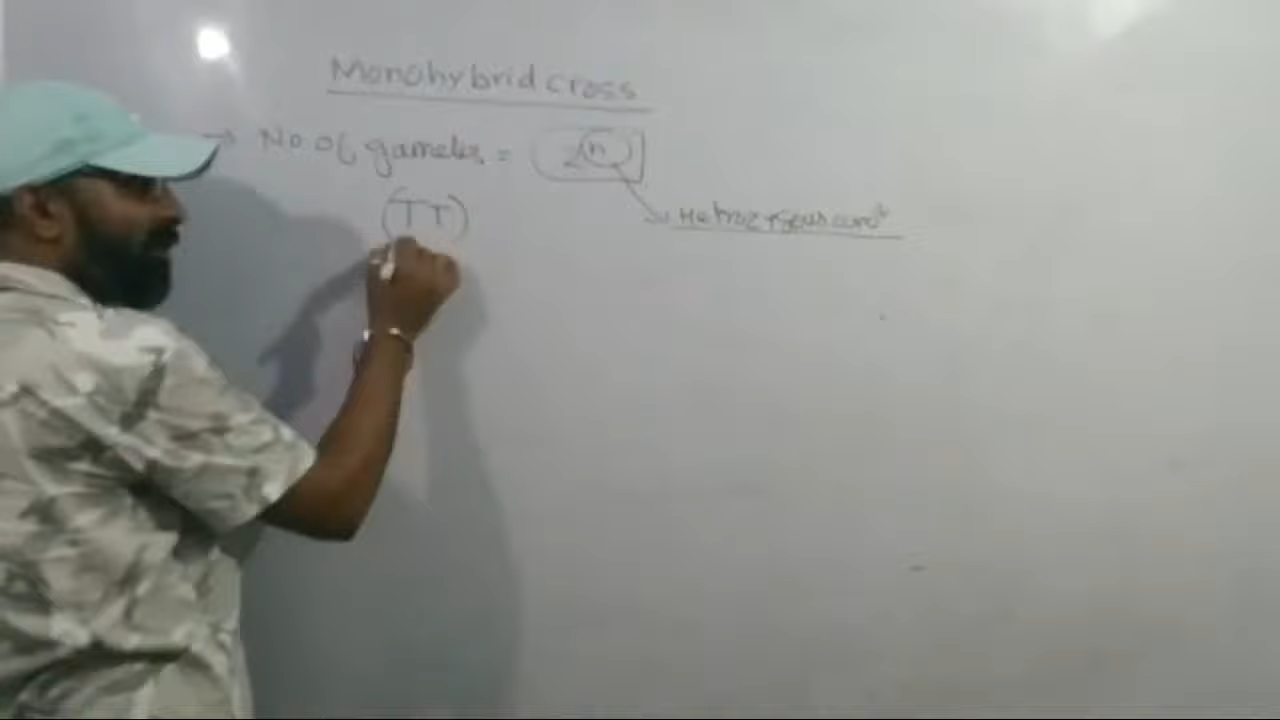 Monohybrid cross
→ No. of gametes = 2n
(TT)